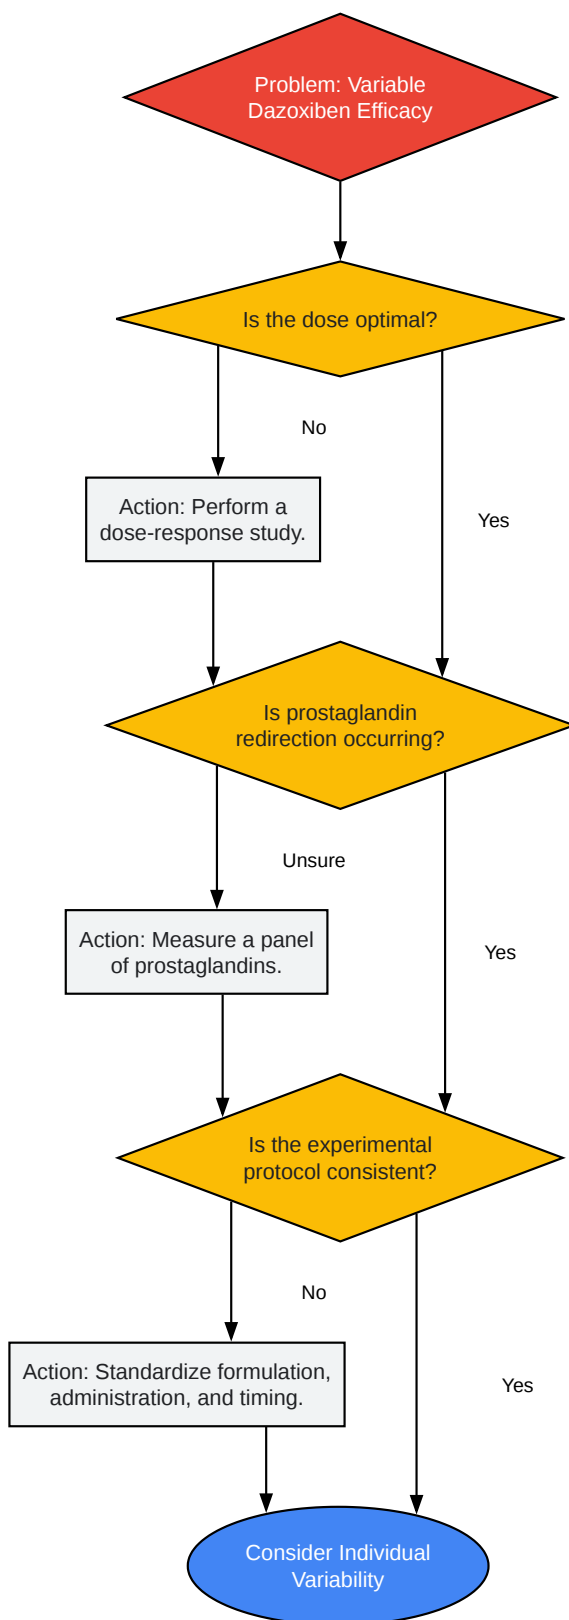 Problem: Variable
Dazoxiben Efficacy
Is the dose optimal?
No
Action: Perform a
dose-response study.
Yes
Is prostaglandin
redirection occurring?
Unsure
Action: Measure a panel
of prostaglandins.
Yes
Is the experimental
protocol consistent?
No
Action: Standardize formulation,
administration, and timing.
Yes
Consider Individual
Variability